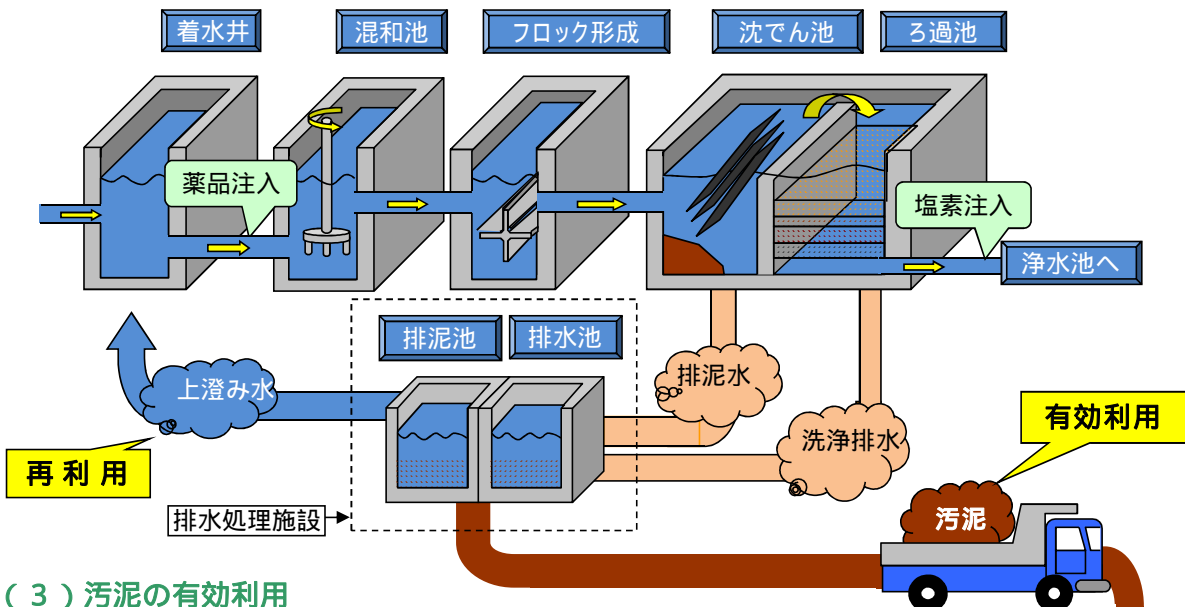 着水井
混和池
フロック形成
沈でん池
ろ過池
薬品注入
塩素注入
浄水池へ
排泥池
排水池
上澄み水
排泥水
有効利用
洗浄排水
再利用
排水処理施設
汚泥
(3)汚泥の有効利用